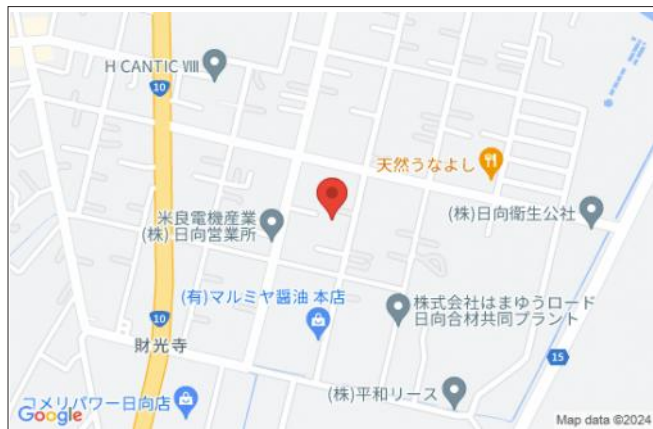 H CANTIC Ⅷ
10
天然うなよし
米良電機産業
(株) 日向営業所
(株)日向衛生公社
(有)マルミヤ醤油 本店
株式会社はまゆうロード
日向合材共同プラント
10
財光寺
15
(株)平和リース
コメリパワー日向店
Google
Map data ©2024